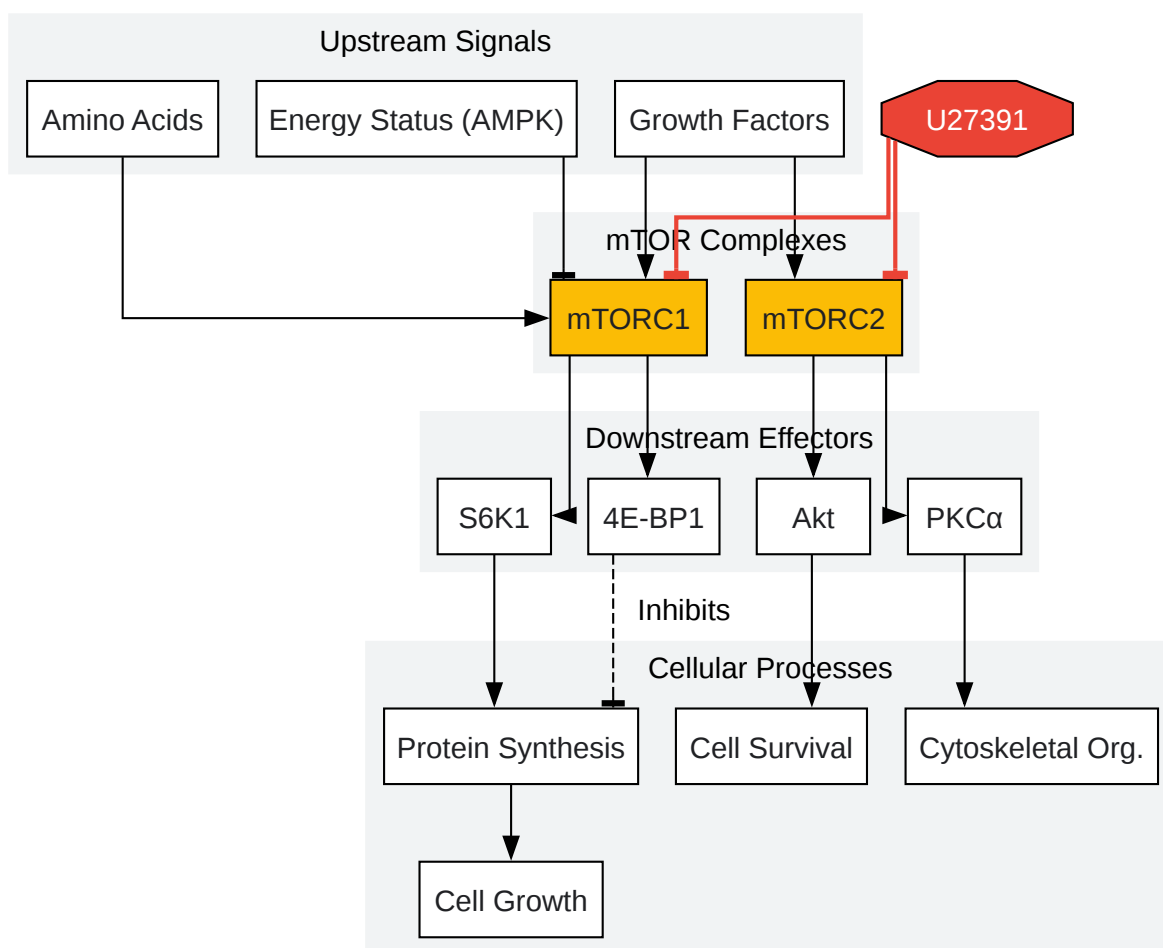 Upstream Signals
Amino Acids
Energy Status (AMPK)
Growth Factors
U27391
mTOR Complexes
mTORC1
mTORC2
Downstream Effectors
S6K1
4E-BP1
Akt
PKCα
Inhibits
Cellular Processes
Protein Synthesis
Cell Survival
Cytoskeletal Org.
Cell Growth